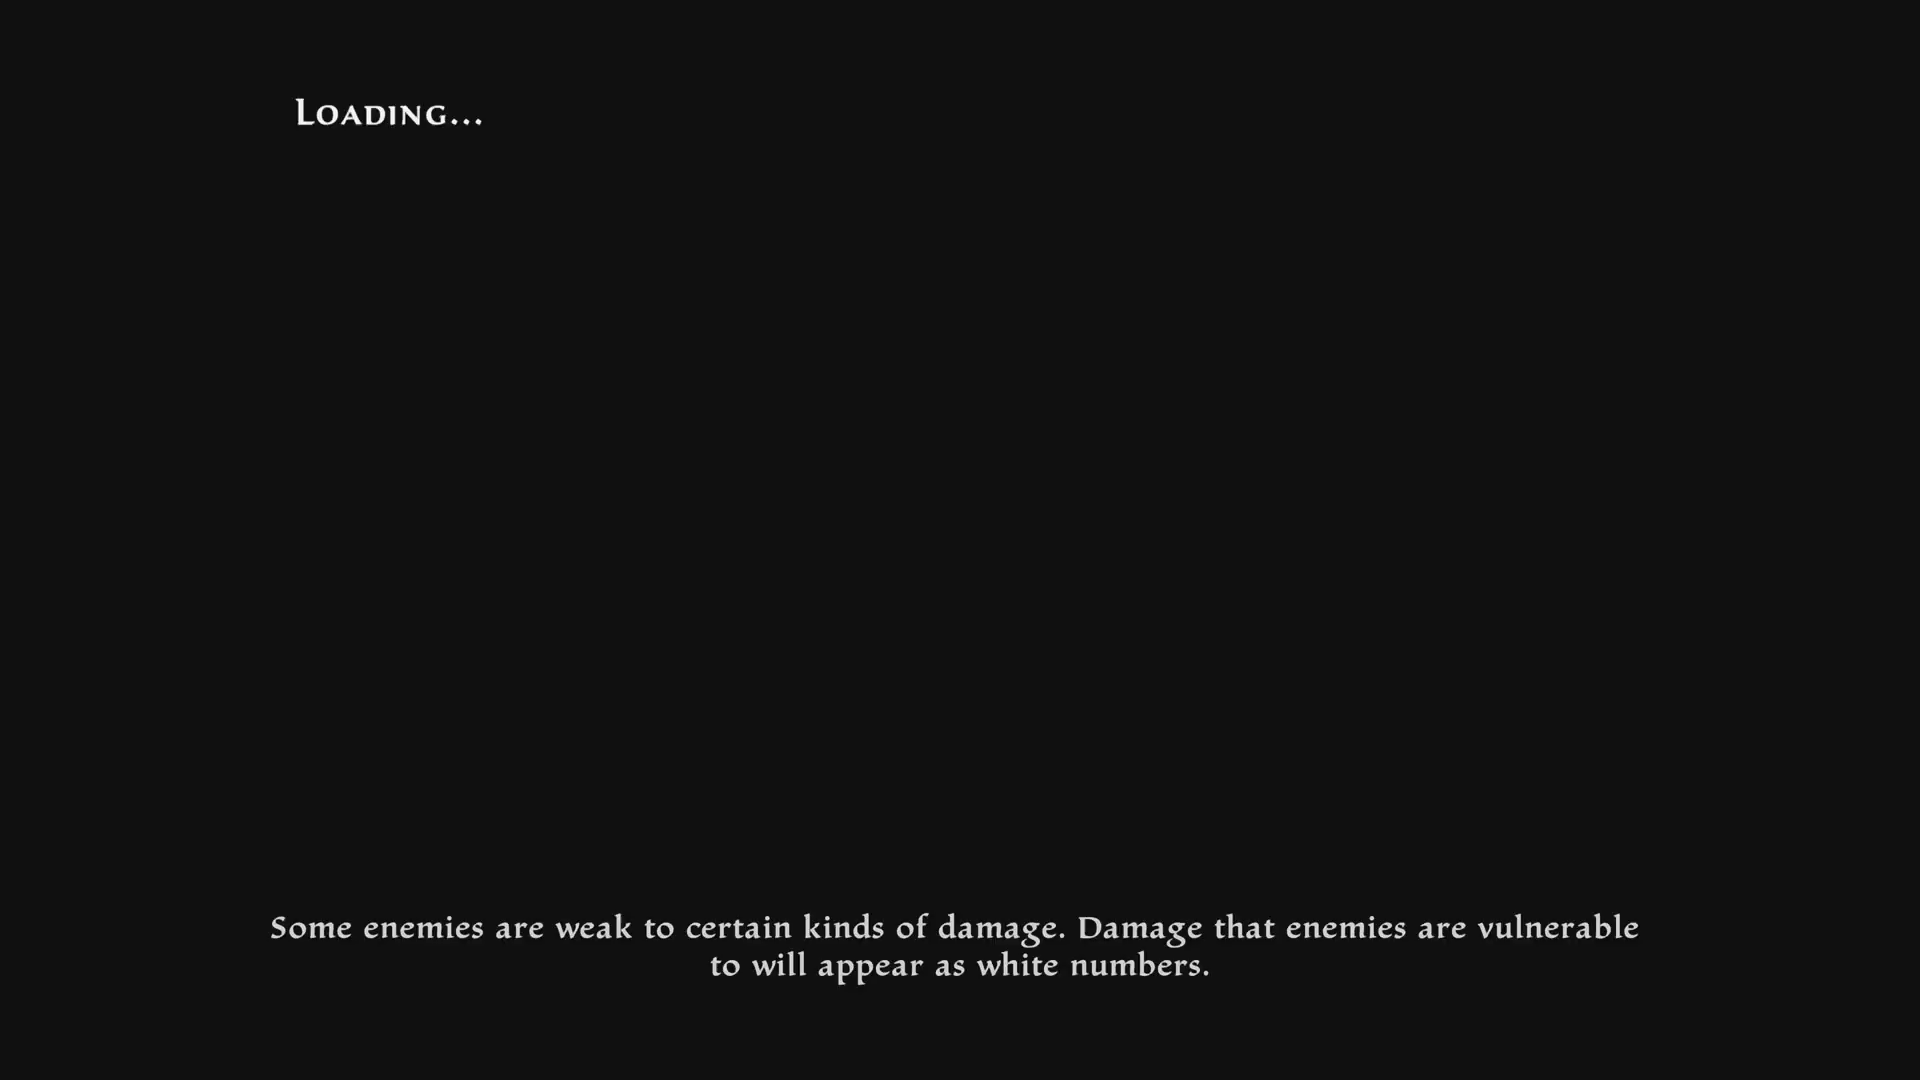 Loading...
Some enemies are weak to certain kinds of damage. Damage that enemies are vulnerable
to will appear as white numbers.